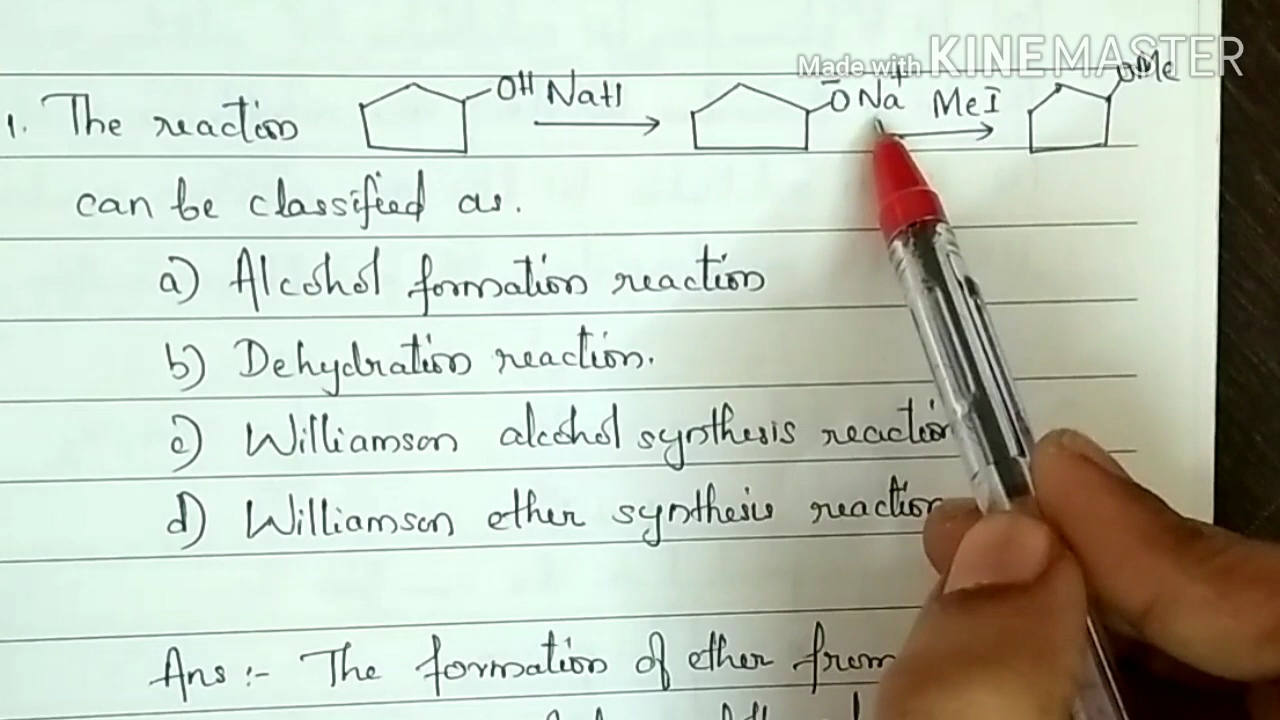 Made with KINEMASTER
1. The reaction OH NaH ŌNa⁺ MeI OMe
can be classified as.
a) Alcohol formation reaction
b) Dehydration reaction.
c) Williamson alcohol synthesis reaction
d) Williamson ether synthesis reaction
Ans :- The formation of ether from